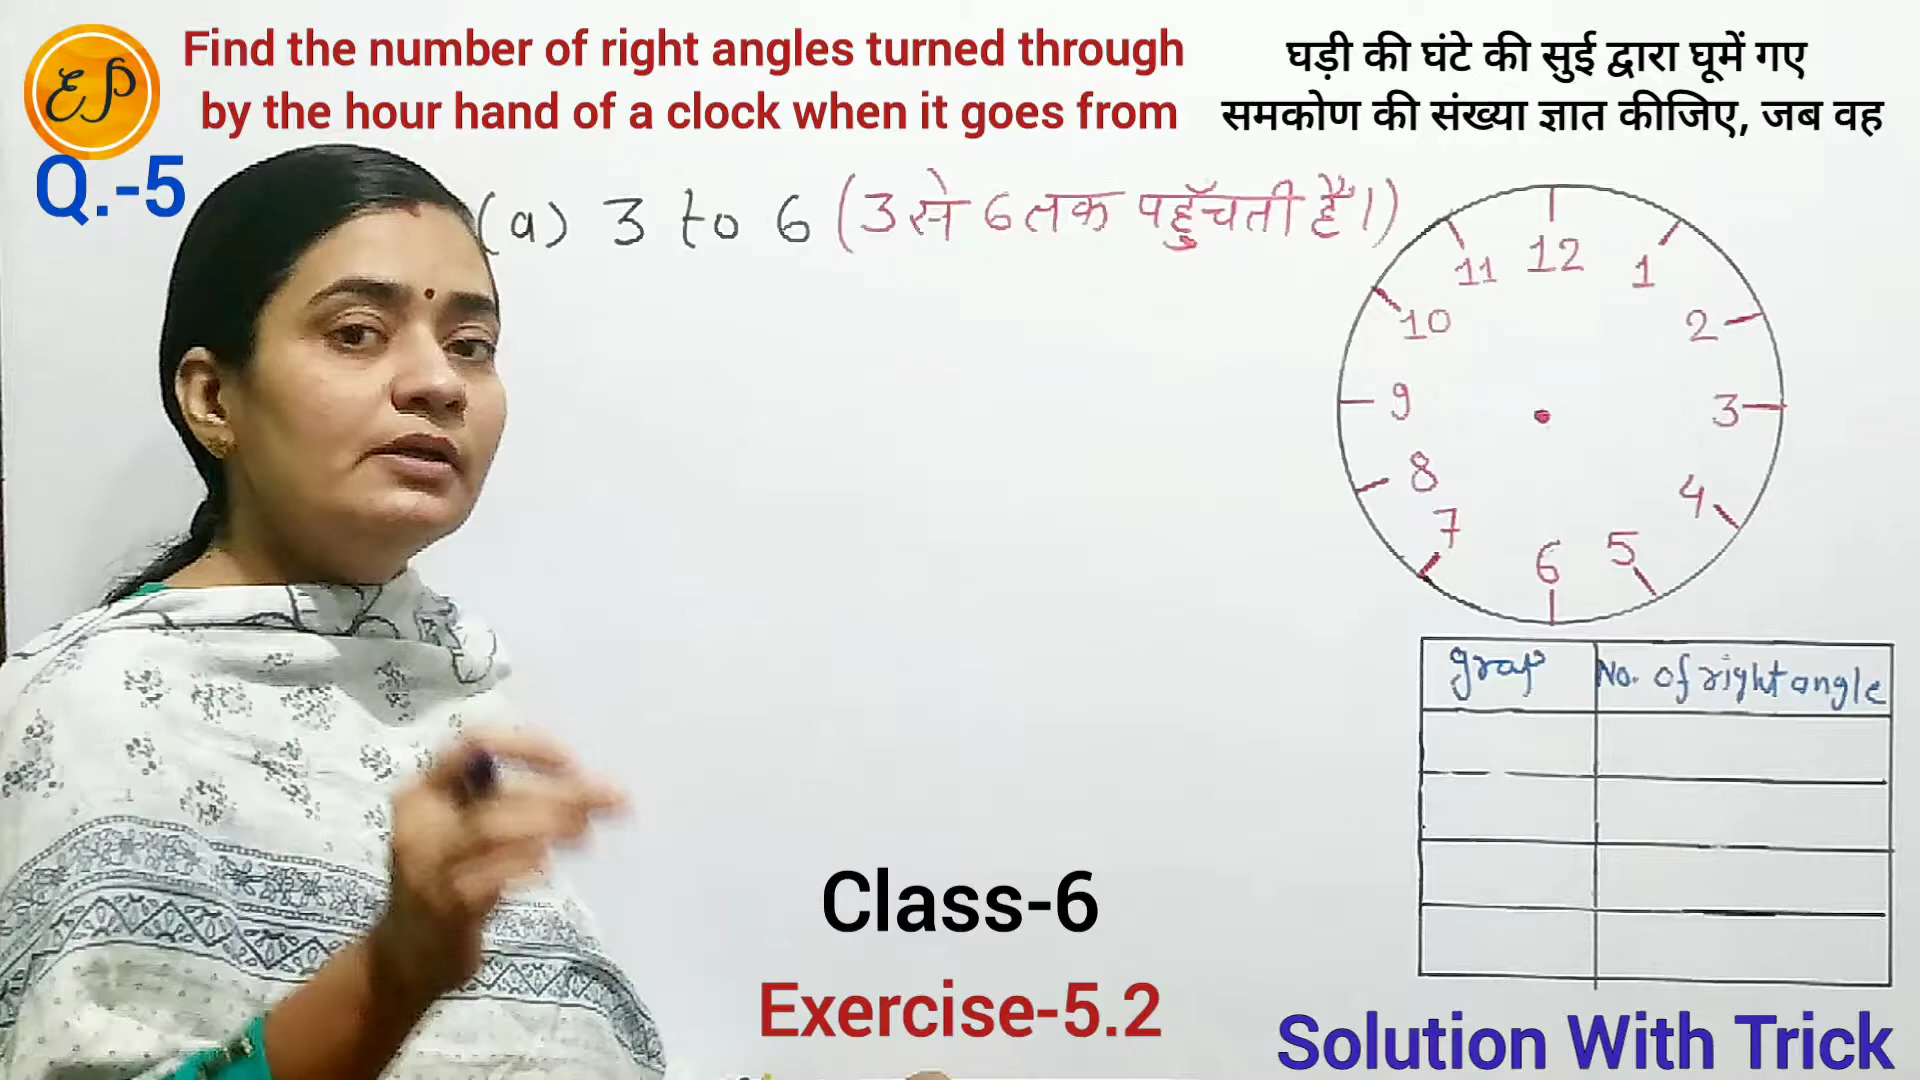 EP
Find the number of right angles turned through
by the hour hand of a clock when it goes from
घड़ी की घंटे की सुई द्वारा घूमें गए
समकोण की संख्या ज्ञात कीजिए, जब वह
Q.-5
(a) 3 to 6 (3 से 6 तक पहुँचती हैं।)
11 12 1
10 2
9 3
8 4
7 6 5
grap No. of right angle
Class-6
Exercise-5.2
Solution With Trick